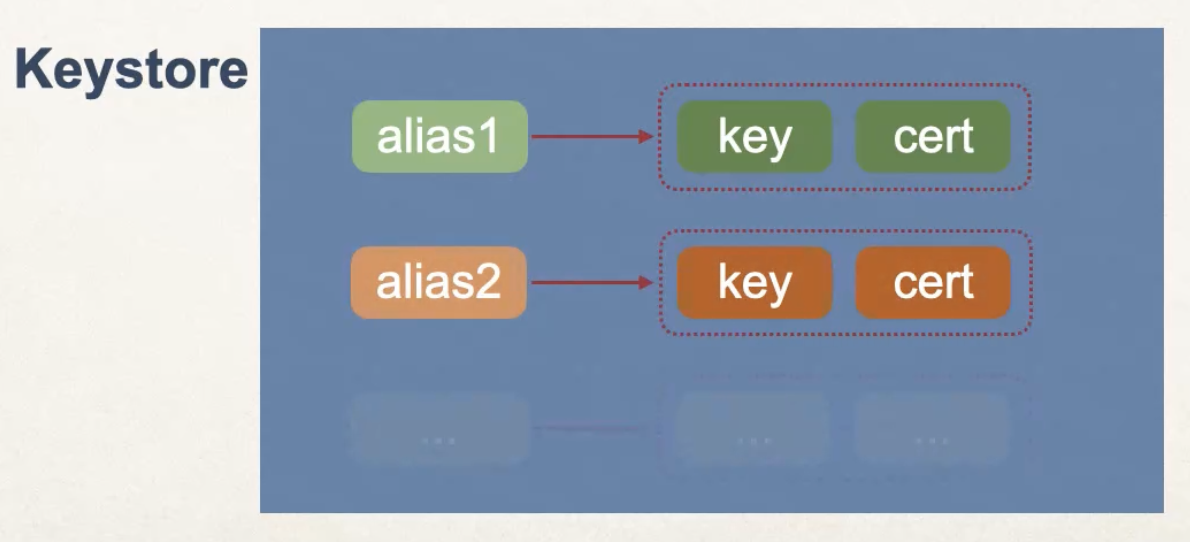 Keystore
alias1 key cert
alias2 key cert
... ... ...